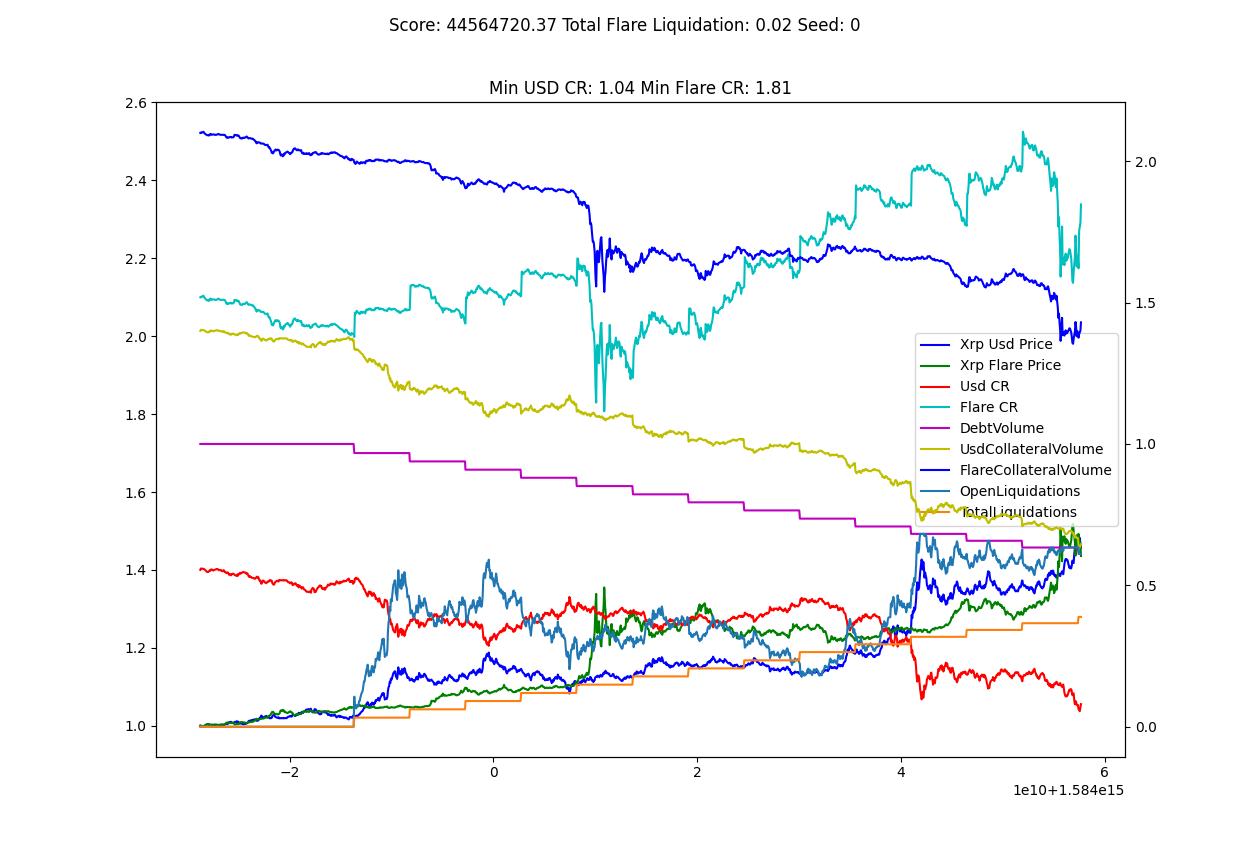 Score: 44564720.37 Total Flare Liquidation: 0.02 Seed: 0
Min USD CR: 1.04 Min Flare CR: 1.81
2.6
2.4
2.2
2.0
1.8
1.6
1.4
1.2
1.0
2.0
1.5
1.0
0.5
0.0
Xrp Usd Price
Xrp Flare Price
Usd CR
Flare CR
DebtVolume
UsdCollateralVolume
FlareCollateralVolume
OpenLiquidations
TotalLiquidations
−2
0
2
4
6
1e10+1.584e15